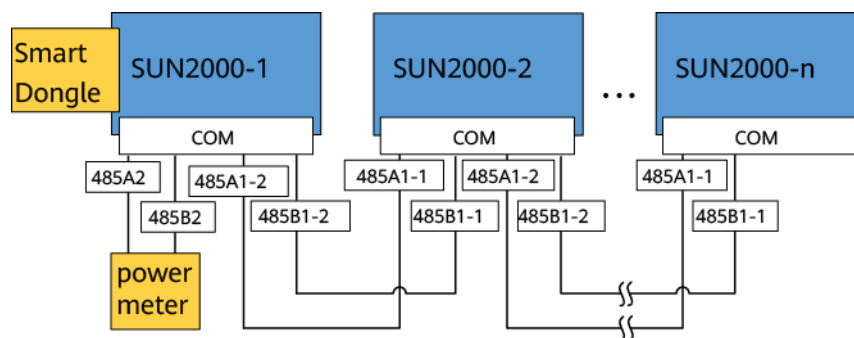 Smart
Dongle
SUN2000-1
SUN2000-2
...
SUN2000-n
COM
COM
COM
485A2
485A1-2
485A1-1
485A1-2
485A1-1
485B2
485B1-2
485B1-1
485B1-2
485B1-1
power
meter